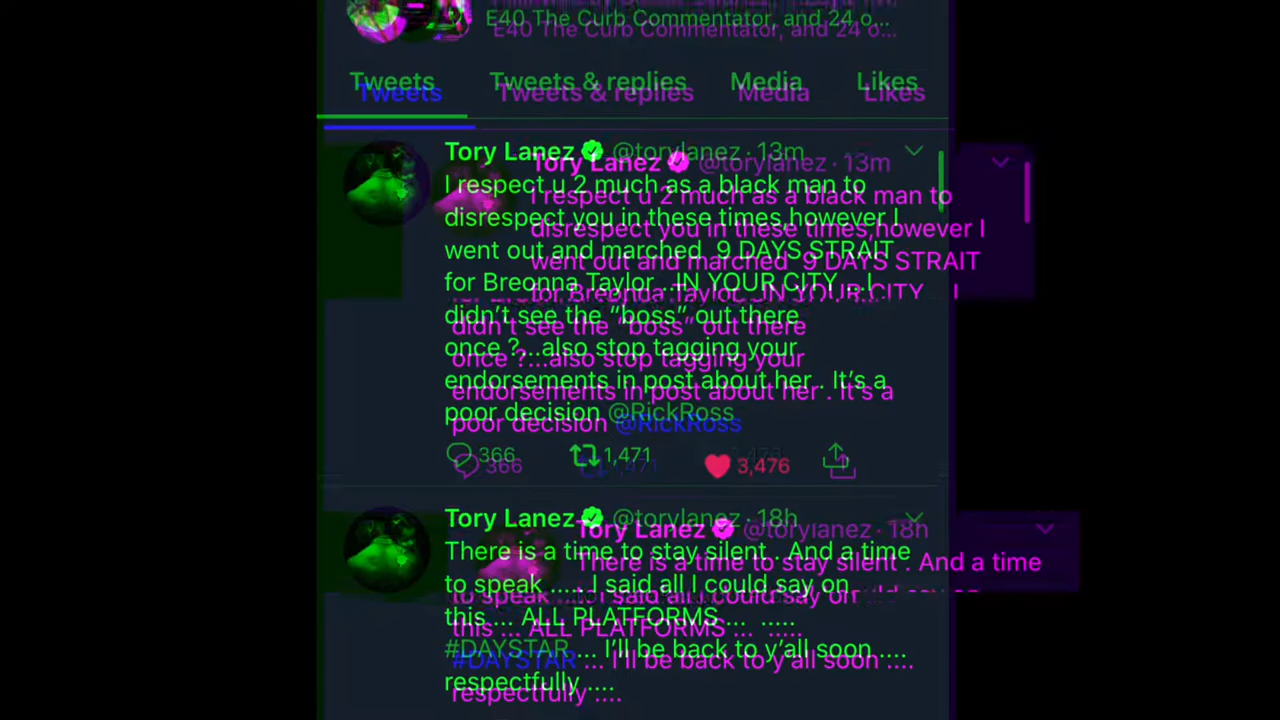 E40 The Curb Commentator, and 24 o...
Tweets Tweets & replies Media Likes
Tory Lanez @torylanez · 13m
I respect u 2 much as a black man to
disrespect you in these times,however I
went out and marched 9 DAYS STRAIT
for Breonna Taylor ..IN YOUR CITY .. I
didn't see the “boss” out there
once ?...also stop tagging your
endorsements in post about her . It's a
poor decision @RickRoss
366 1,471 3,476
Tory Lanez @torylanez · 18h
There is a time to stay silent . And a time
to speak ..... I said all I could say on
this ... ALL PLATFORMS ... .....
#DAYSTAR ... I'll be back to y'all soon ....
respectfully ....